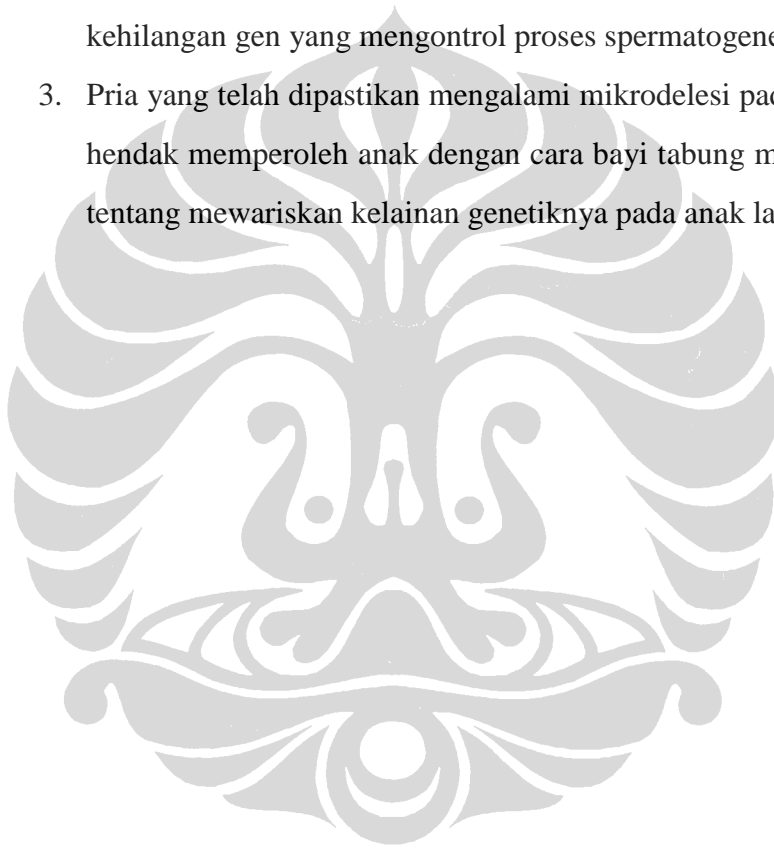 kehilangan gen yang mengontrol proses spermatogene
3. Pria yang telah dipastikan mengalami mikrodelesi pad
hendak memperoleh anak dengan cara bayi tabung m
tentang mewariskan kelainan genetiknya pada anak la